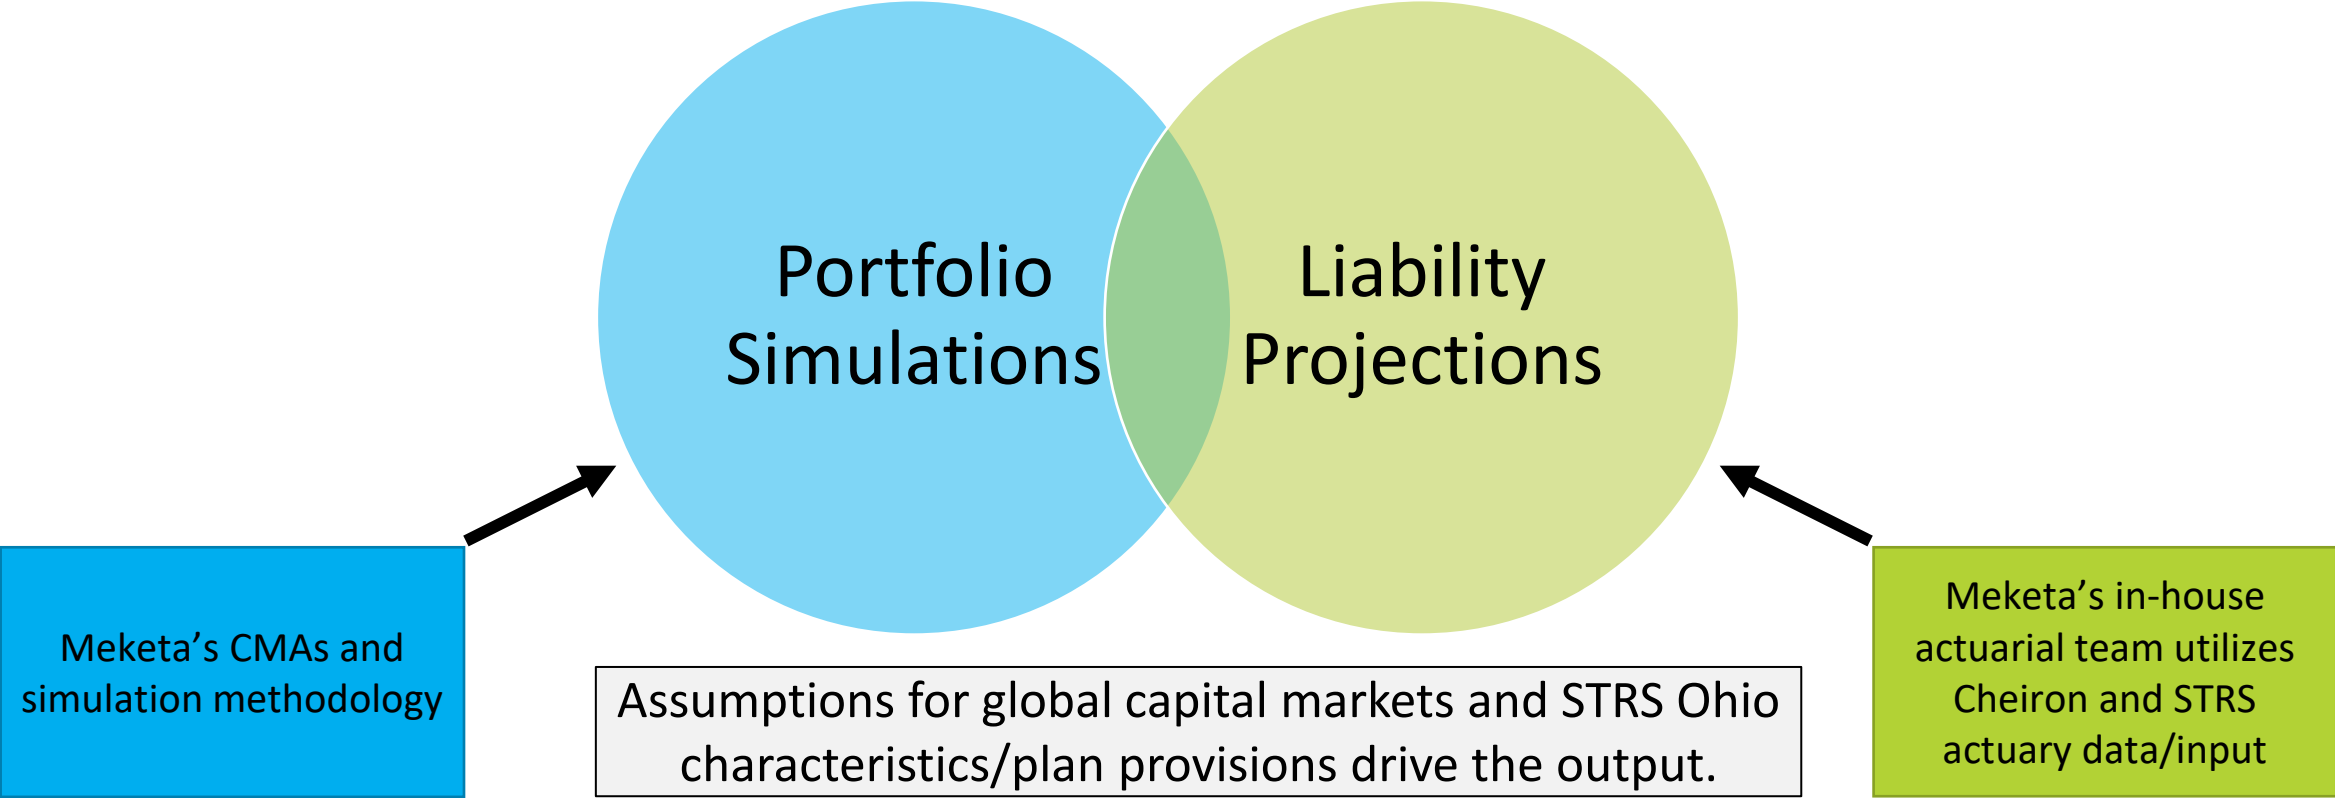 Portfolio
Simulations
Liability
Projections
Meketa’s CMAs and
simulation methodology
Assumptions for global capital markets and STRS Ohio
characteristics/plan provisions drive the output.
Meketa’s in-house
actuarial team utilizes
Cheiron and STRS
actuary data/input